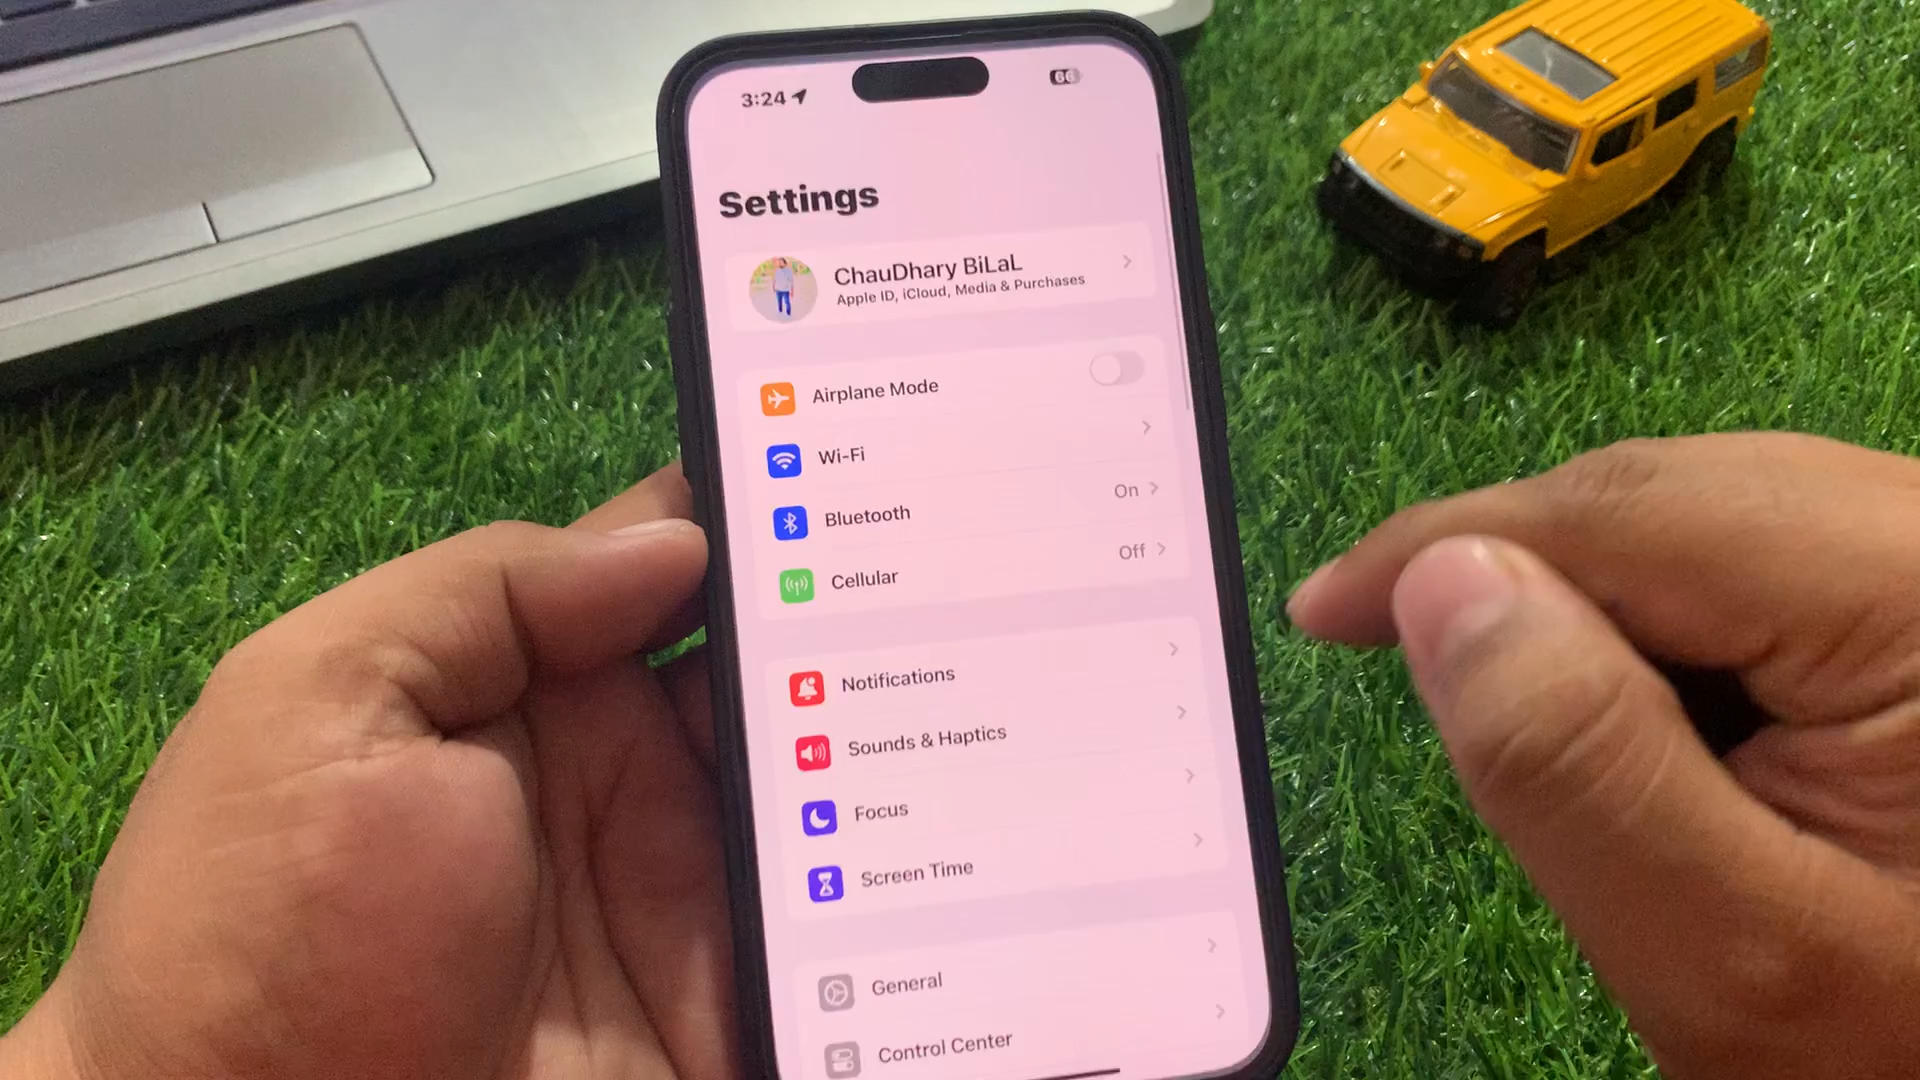 3:24
66
Settings
ChauDhary BiLaL
Apple ID, iCloud, Media & Purchases
Airplane Mode
Wi-Fi
Bluetooth On
Cellular Off
Notifications
Sounds & Haptics
Focus
Screen Time
General
Control Center